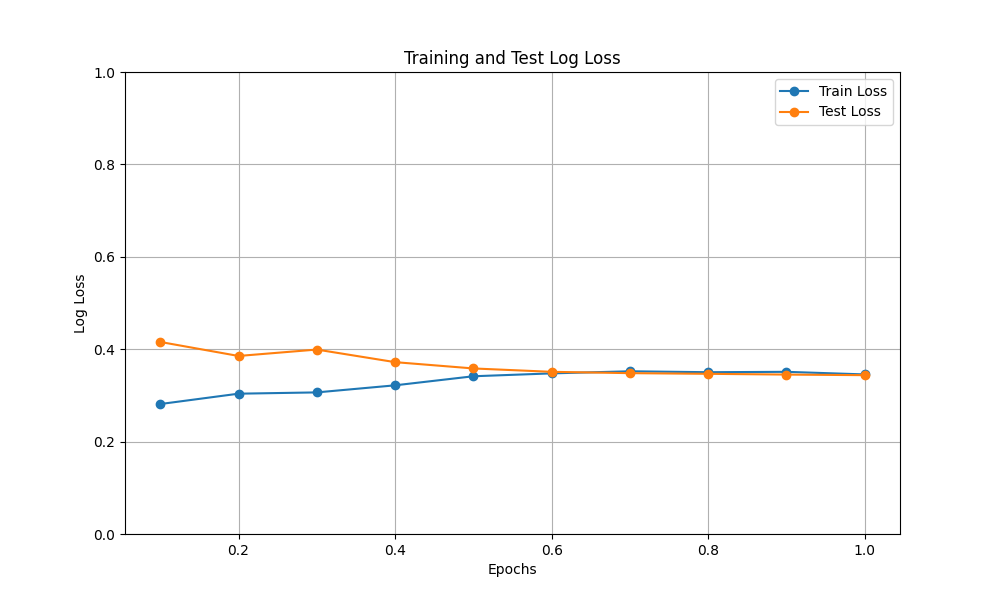 Training and Test Log Loss
Train Loss
Test Loss
1.0
0.8
0.6
0.4
0.2
0.0
Log Loss
0.2 0.4 0.6 0.8 1.0
Epochs